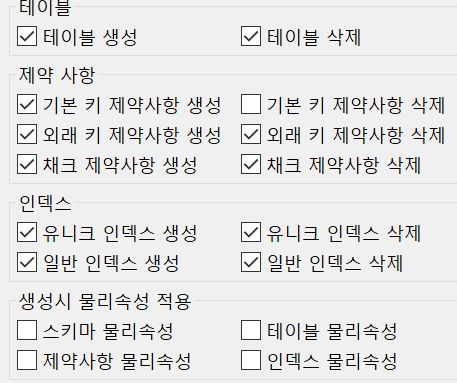 테이블
테이블 생성 테이블 삭제
제약 사항
기본 키 제약사항 생성 기본 키 제약사항 삭제
외래 키 제약사항 생성 외래 키 제약사항 삭제
채크 제약사항 생성 채크 제약사항 삭제
인덱스
유니크 인덱스 생성 유니크 인덱스 삭제
일반 인덱스 생성 일반 인덱스 삭제
생성시 물리속성 적용
스키마 물리속성 테이블 물리속성
제약사항 물리속성 인덱스 물리속성